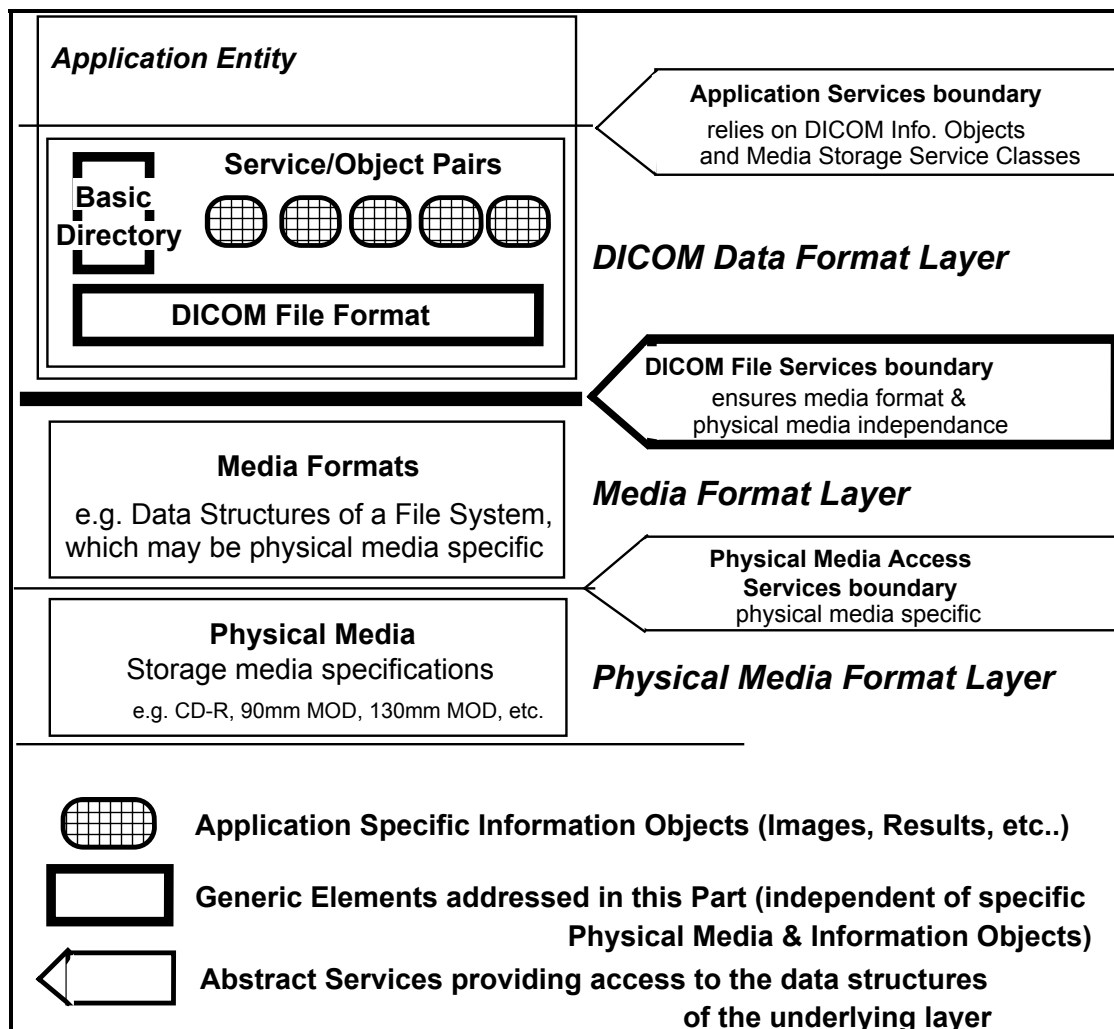 Application Entity
Application Services boundary
relies on DICOM Info. Objects
and Media Storage Service Classes
Service/Object Pairs
Basic
Directory
DICOM Data Format Layer
DICOM File Format
DICOM File Services boundary
ensures media format &
physical media independance
Media Formats
e.g. Data Structures of a File System,
which may be physical media specific
Media Format Layer
Physical Media Access
Services boundary
physical media specific
Physical Media
Storage media specifications
e.g. CD-R, 90mm MOD, 130mm MOD, etc.
Physical Media Format Layer
Application Specific Information Objects (Images, Results, etc..)
Generic Elements addressed in this Part (independent of specific
Physical Media & Information Objects)
Abstract Services providing access to the data structures
of the underlying layer